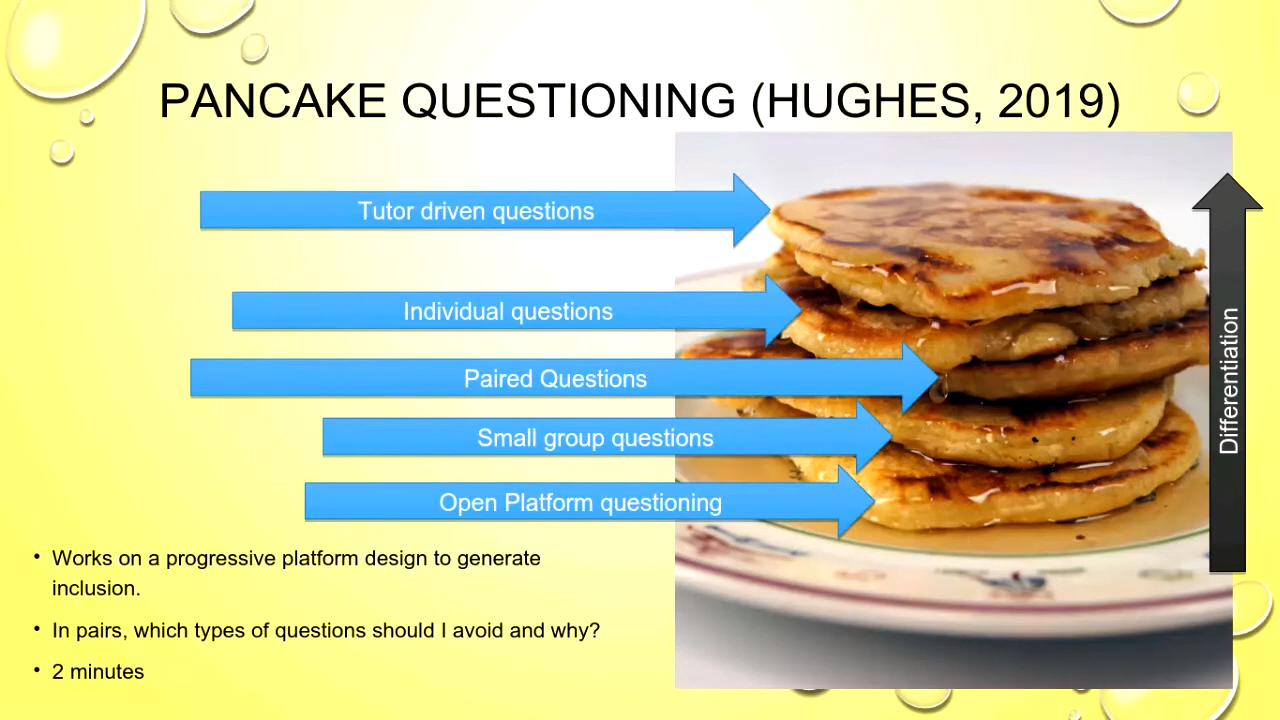 PANCAKE QUESTIONING (HUGHES, 2019)
Tutor driven questions
Individual questions
Paired Questions
Small group questions
Open Platform questioning
Differentiation
• Works on a progressive platform design to generate
inclusion.
• In pairs, which types of questions should I avoid and why?
• 2 minutes